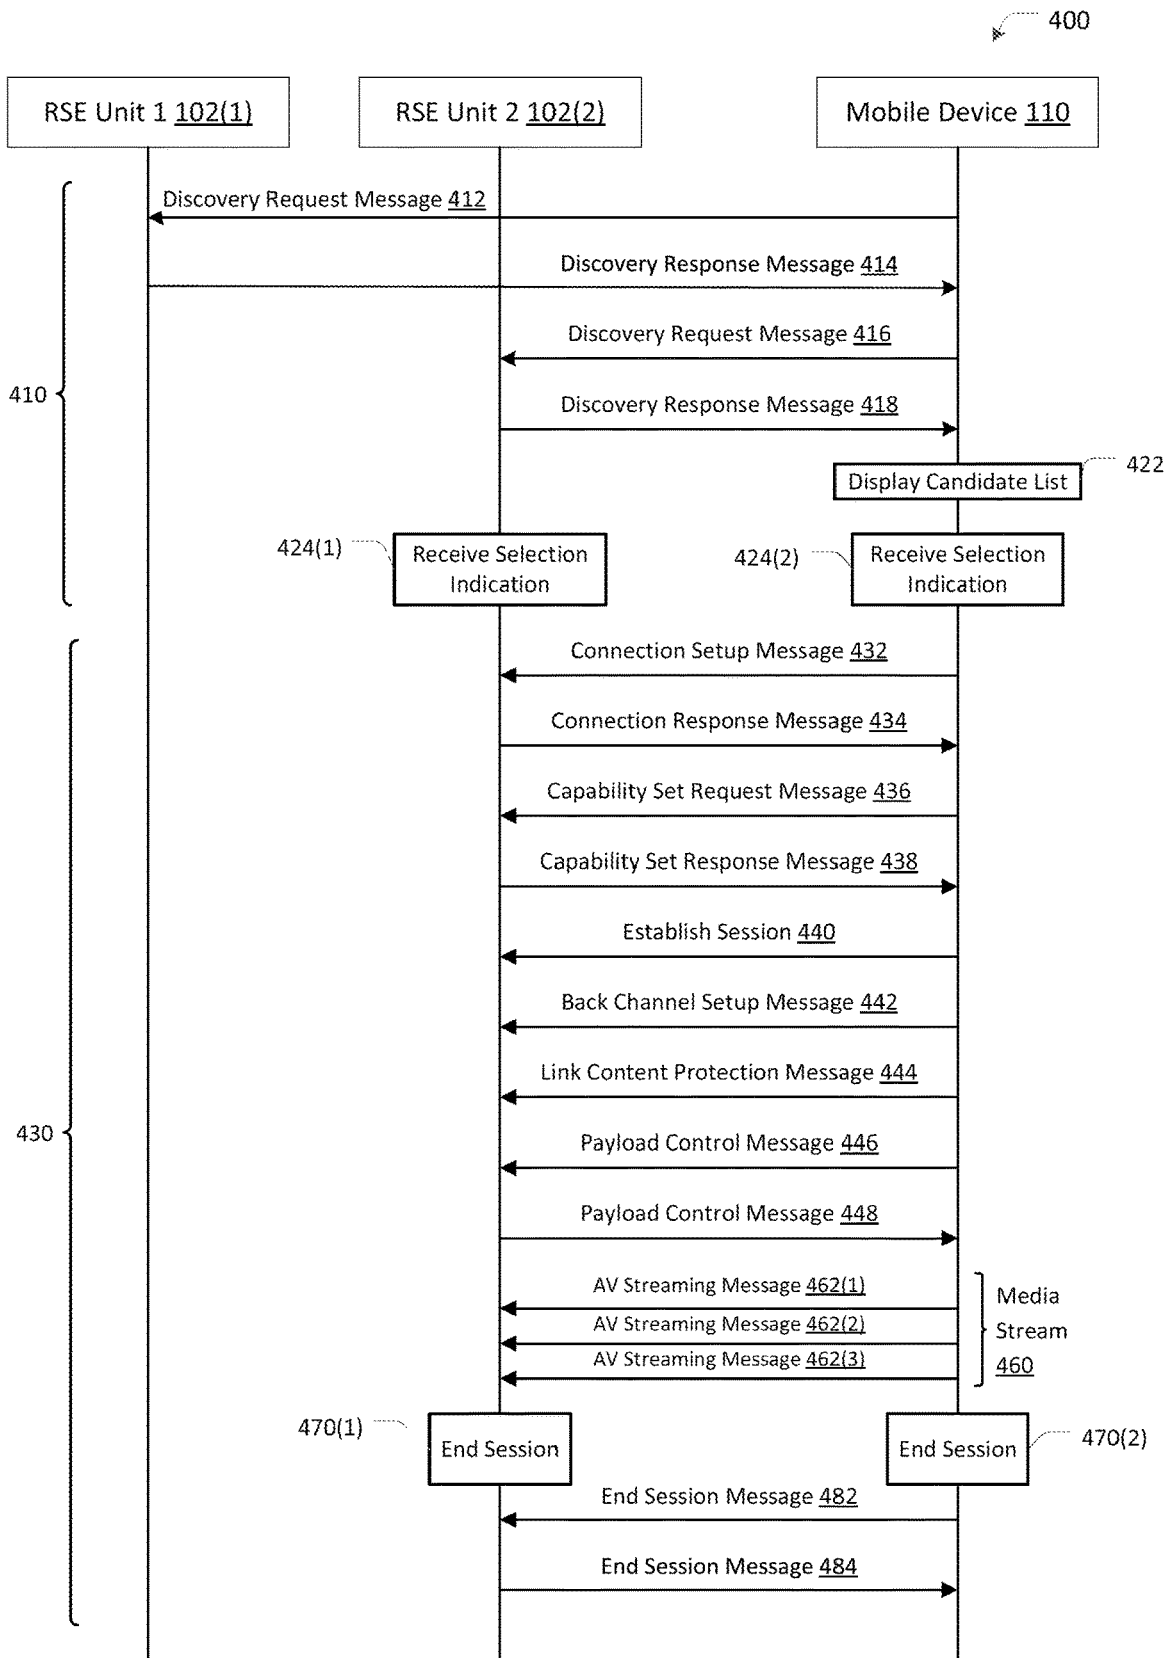 400
RSE Unit 1 102(1)
RSE Unit 2 102(2)
Mobile Device 110
Discovery Request Message 412
Discovery Response Message 414
Discovery Request Message 416
410
Discovery Response Message 418
422
Display Candidate List
424(1)
Receive Selection
Indication
424(2)
Receive Selection
Indication
Connection Setup Message 432
Connection Response Message 434
Capability Set Request Message 436
Capability Set Response Message 438
Establish Session 440
Back Channel Setup Message 442
Link Content Protection Message 444
430
Payload Control Message 446
Payload Control Message 448
AV Streaming Message 462(1)
AV Streaming Message 462(2)
AV Streaming Message 462(3)
Media
Stream
460
470(1)
End Session
End Session
470(2)
End Session Message 482
End Session Message 484